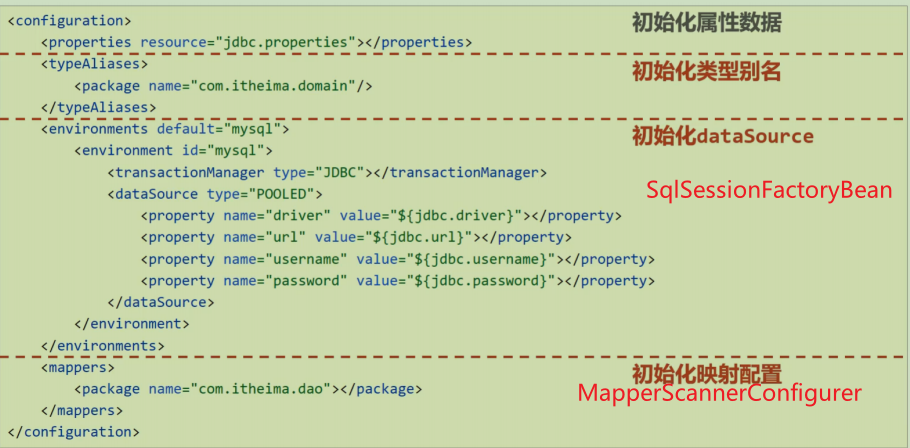 <configuration> 初始化属性数据
    <properties resource="jdbc.properties"></properties>
    <typeAliases> 初始化类型别名
        <package name="com.itheima.domain"/>
    </typeAliases>
    <environments default="mysql"> 初始化dataSource
        <environment id="mysql">
            <transactionManager type="JDBC"></transactionManager>
            <dataSource type="POOLED"> SqlSessionFactoryBean
                <property name="driver" value="${jdbc.driver}"></property>
                <property name="url" value="${jdbc.url}"></property>
                <property name="username" value="${jdbc.username}"></property>
                <property name="password" value="${jdbc.password}"></property>
            </dataSource>
        </environment>
    </environments>
    <mappers> 初始化映射配置
        <package name="com.itheima.dao"></package> MapperScannerConfigurer
    </mappers>
</configuration>